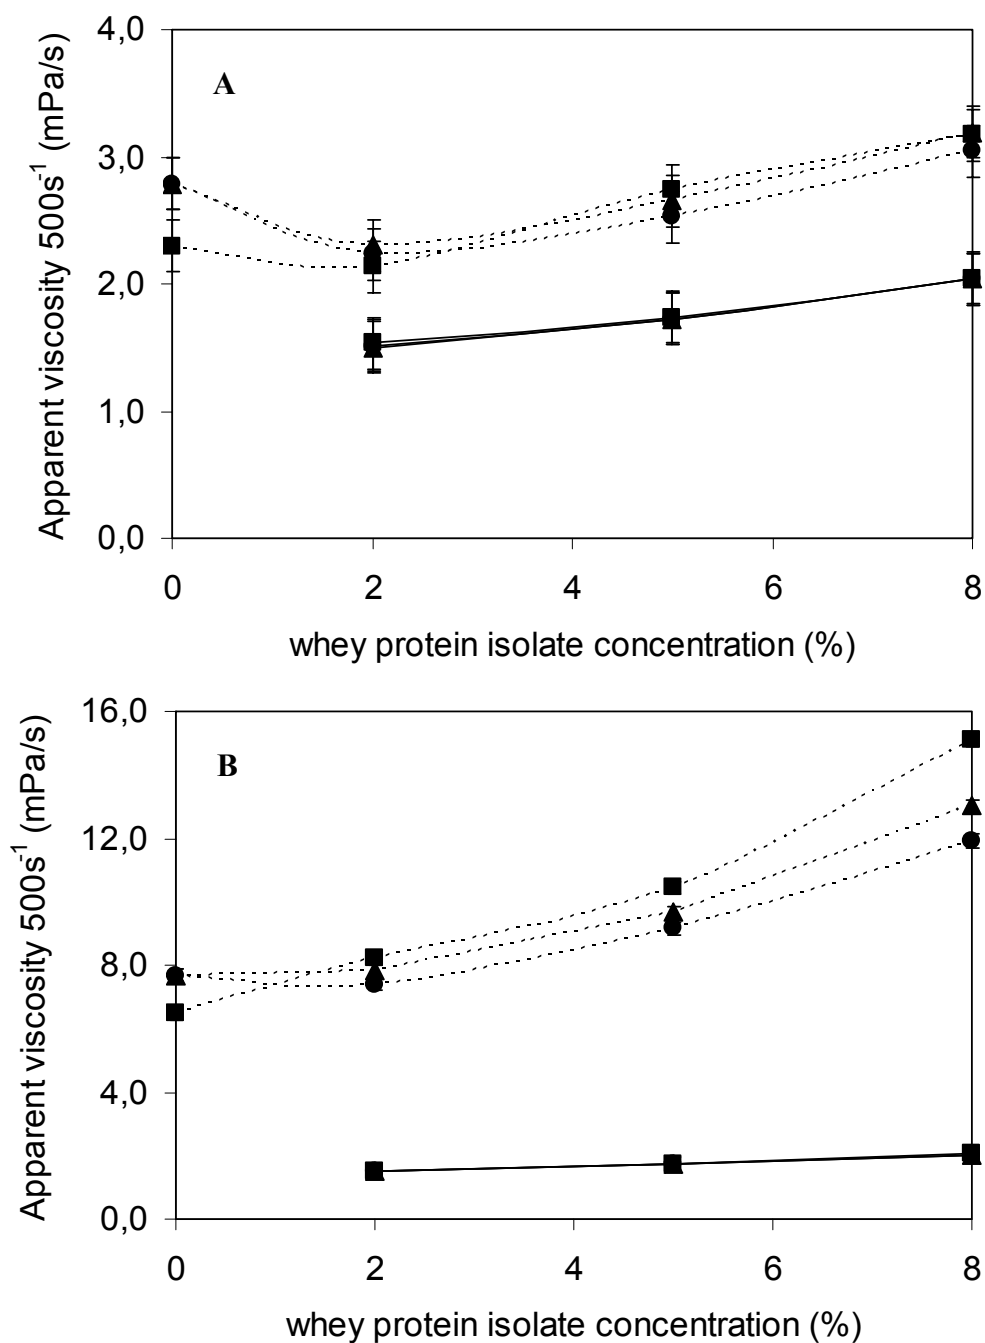 4,0
A
3,0
2,0
1,0
0,0
Apparent viscosity 500s⁻¹ (mPa/s)
0 2 4 6 8
whey protein isolate concentration (%)
16,0
B
12,0
8,0
4,0
0,0
Apparent viscosity 500s⁻¹ (mPa/s)
0 2 4 6 8
whey protein isolate concentration (%)